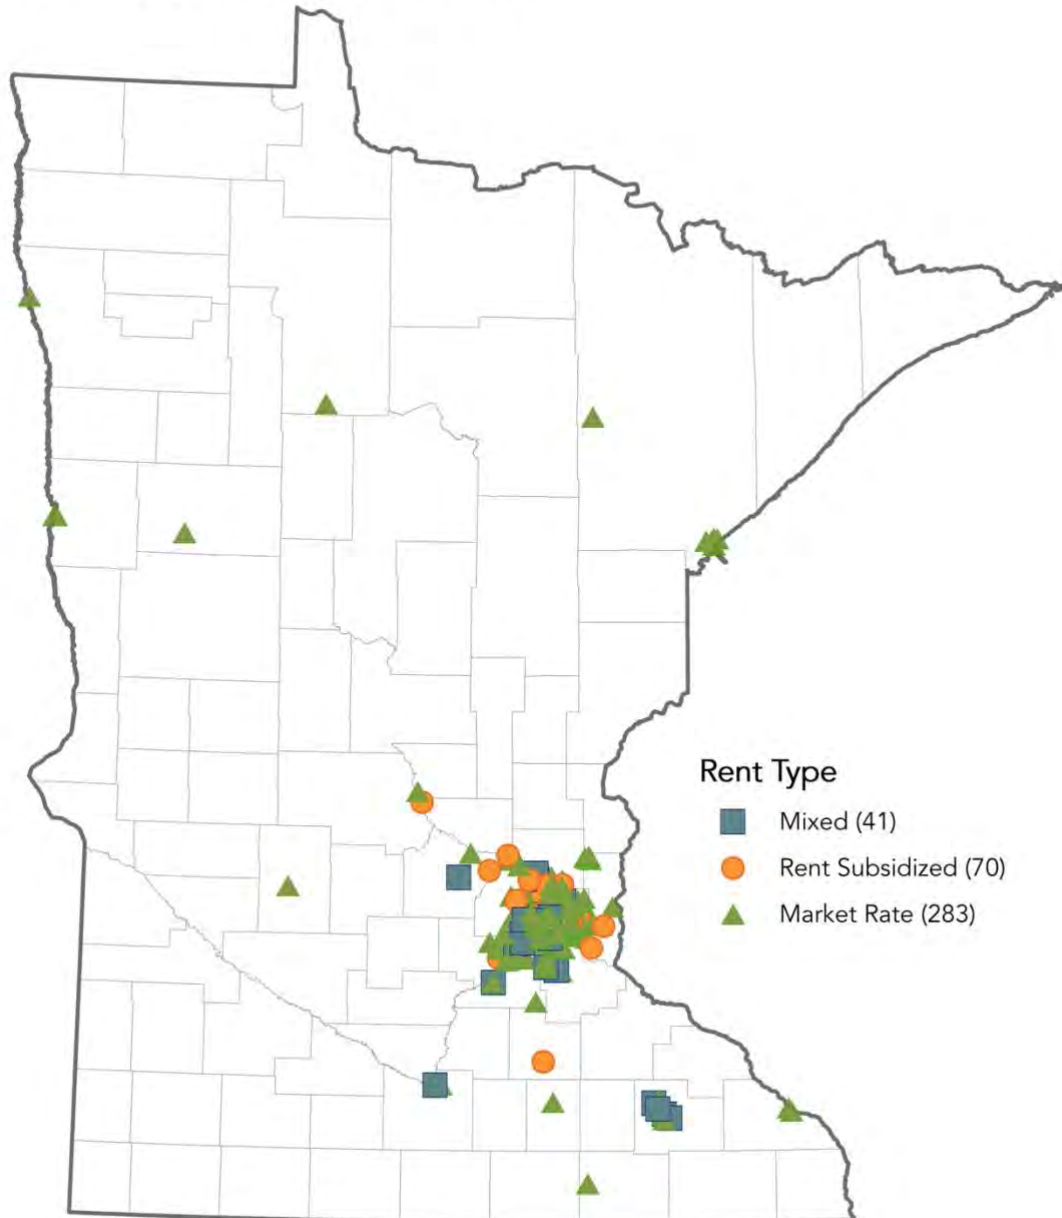 Rent Type
Mixed (41)
Rent Subsidized (70)
Market Rate (283)